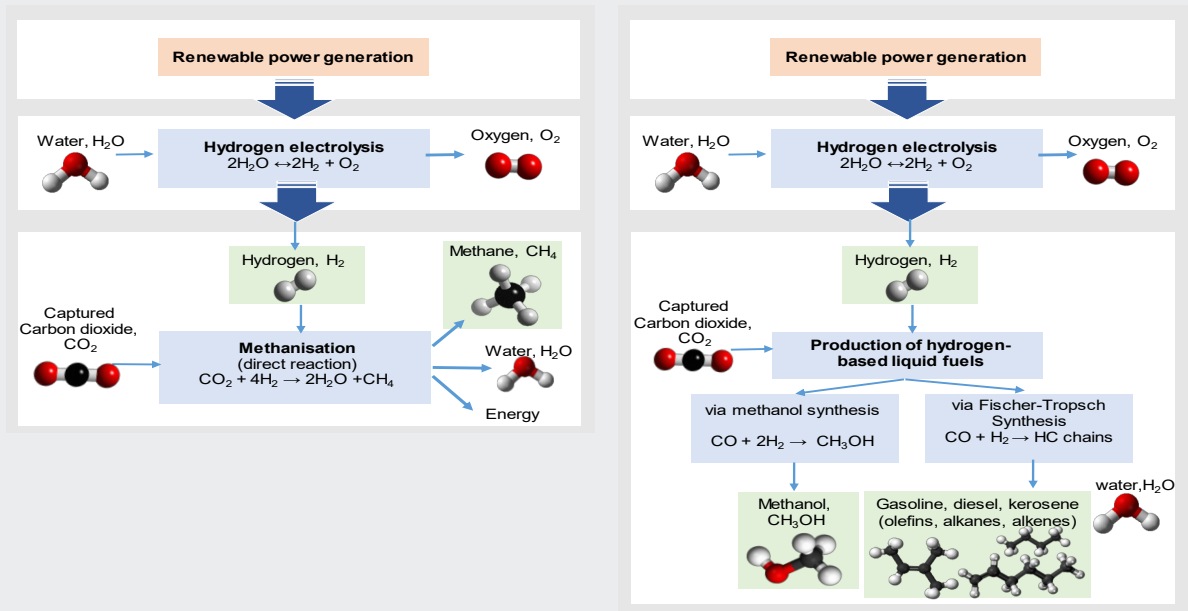 Renewable power generation
Water, H₂O
Hydrogen electrolysis
2H₂O ↔2H₂ + O₂
Oxygen, O₂
Hydrogen, H₂
Methane, CH₄
Captured
Carbon dioxide,
CO₂
Methanisation
(direct reaction)
CO₂ + 4H₂ → 2H₂O +CH₄
Water, H₂O
Energy
Renewable power generation
Water, H₂O
Hydrogen electrolysis
2H₂O ↔2H₂ + O₂
Oxygen, O₂
Hydrogen, H₂
Captured
Carbon dioxide,
CO₂
Production of hydrogen-
based liquid fuels
via methanol synthesis
CO + 2H₂ → CH₃OH
via Fischer-Tropsch
Synthesis
CO + H₂ → HC chains
Methanol,
CH₃OH
Gasoline, diesel, kerosene
(olefins, alkanes, alkenes)
water,H₂O